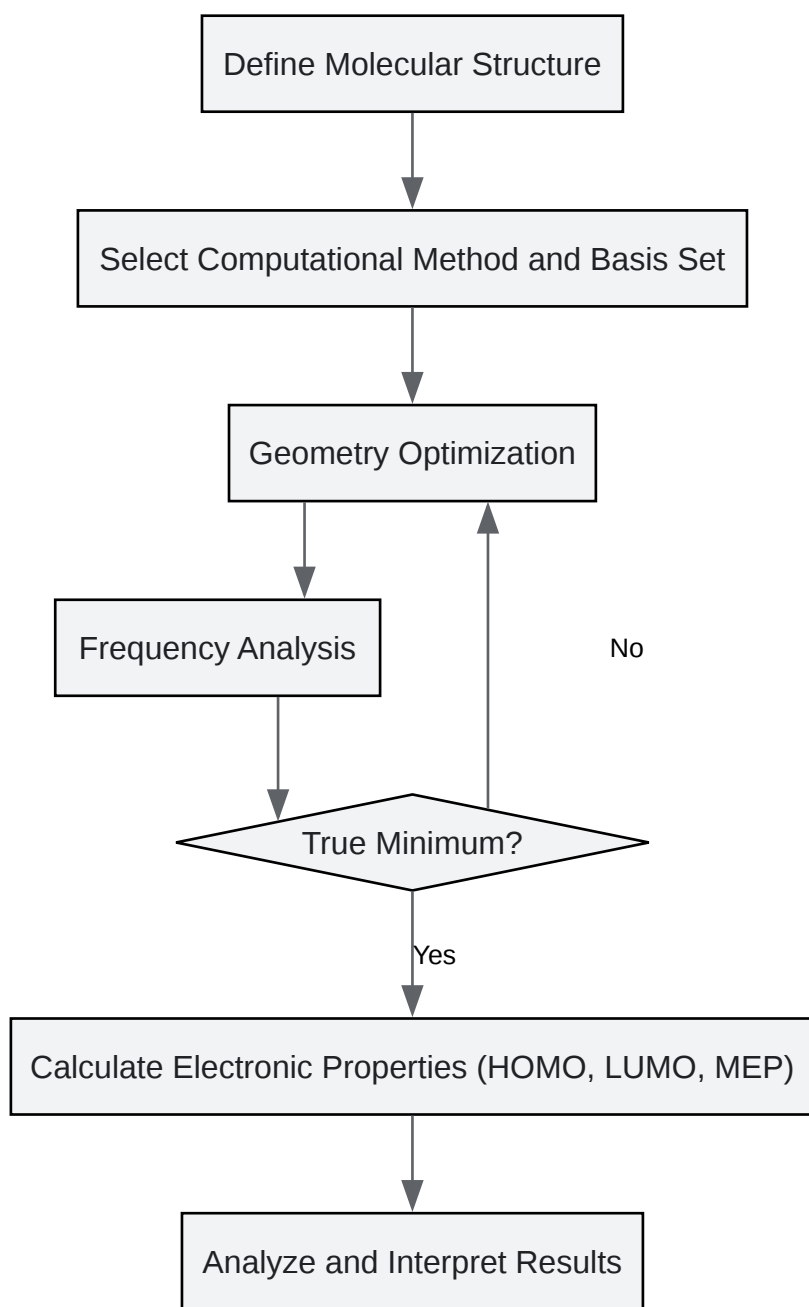 Define Molecular Structure
Select Computational Method and Basis Set
Geometry Optimization
Frequency Analysis
No
True Minimum?
Yes
Calculate Electronic Properties (HOMO, LUMO, MEP)
Analyze and Interpret Results